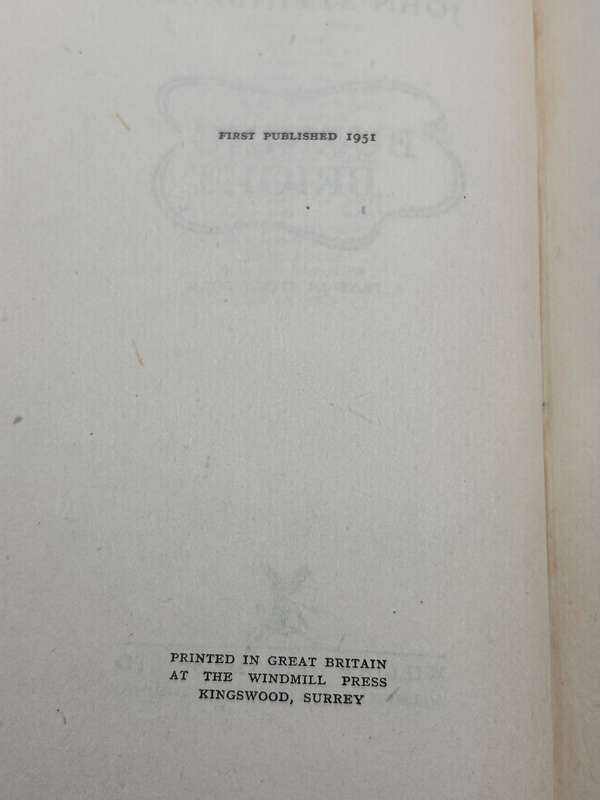 FIRST PUBLISHED 1951
PRINTED IN GREAT BRITAIN
AT THE WINDMILL PRESS
KINGSWOOD, SURREY